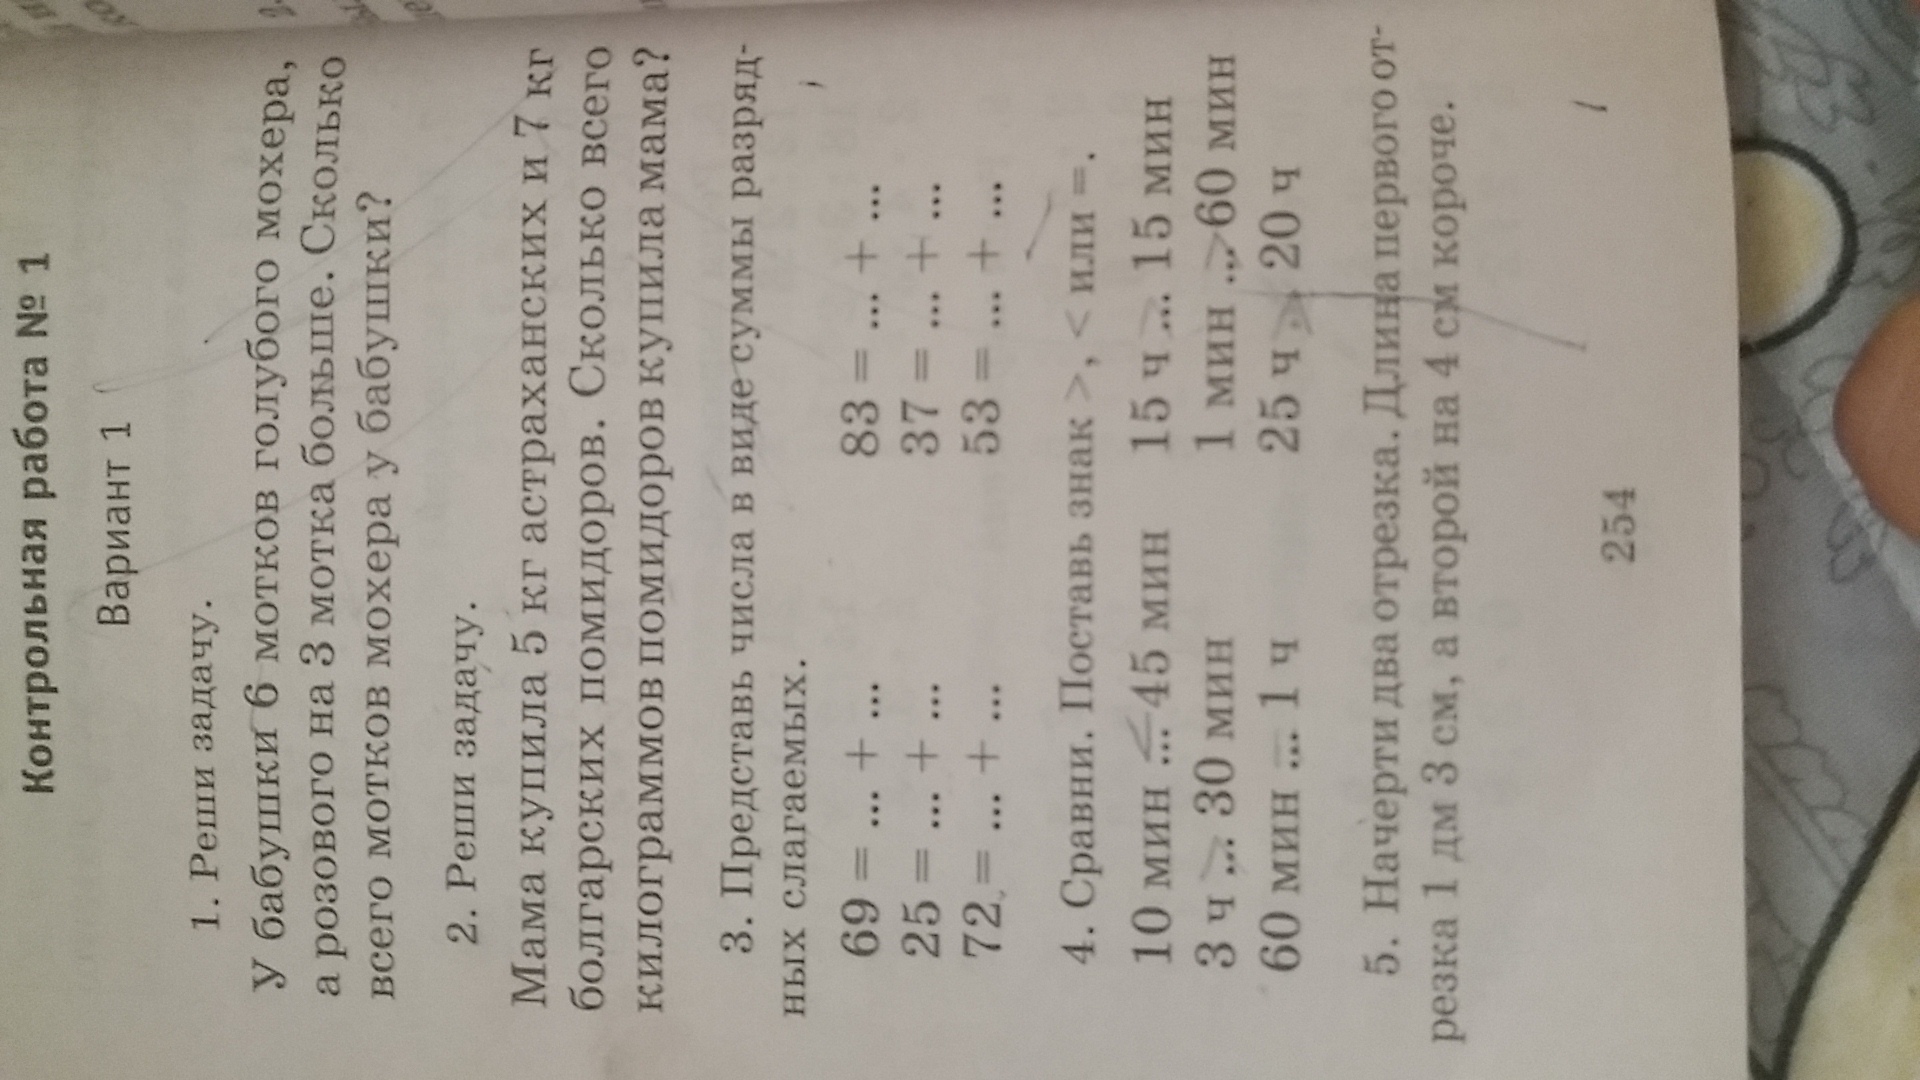 Контрольная работа № 1
Вариант 1
1. Реши задачу.
У бабушки 6 мотков голубого мохера,
а розового на 3 мотка больше. Сколько
всего мотков мохера у бабушки?
2. Реши задачу.
Мама купила 5 кг астраханских и 7 кг
болгарских помидоров. Сколько всего
килограммов помидоров купила мама?
3. Представь числа в виде суммы разряд-
ных слагаемых.
69 = ... + ... 83 = ... + ...
25 = ... + ... 37 = ... + ...
72 = ... + ... 53 = ... + ...
4. Сравни. Поставь знак >, < или =.
10 мин ... < 45 мин 15 ч ... > 15 мин
3 ч ... > 30 мин 1 мин ... > 60 мин
60 мин ... = 1 ч 25 ч ... > 20 ч
5. Начерти два отрезка. Длина первого от-
резка 1 дм 3 см, а второй на 4 см короче.
254